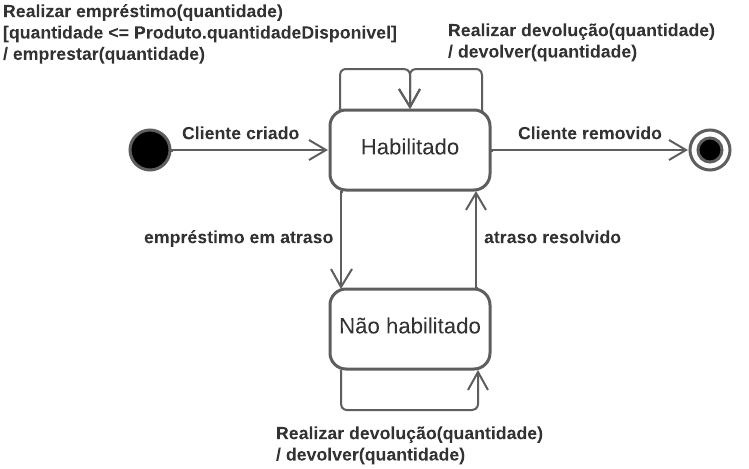 Realizar empréstimo(quantidade)
[quantidade <= Produto.quantidadeDisponivel]
/ emprestar(quantidade)
Realizar devolução(quantidade)
/ devolver(quantidade)
Cliente criado
Habilitado
Cliente removido
empréstimo em atraso
atraso resolvido
Não habilitado
Realizar devolução(quantidade)
/ devolver(quantidade)